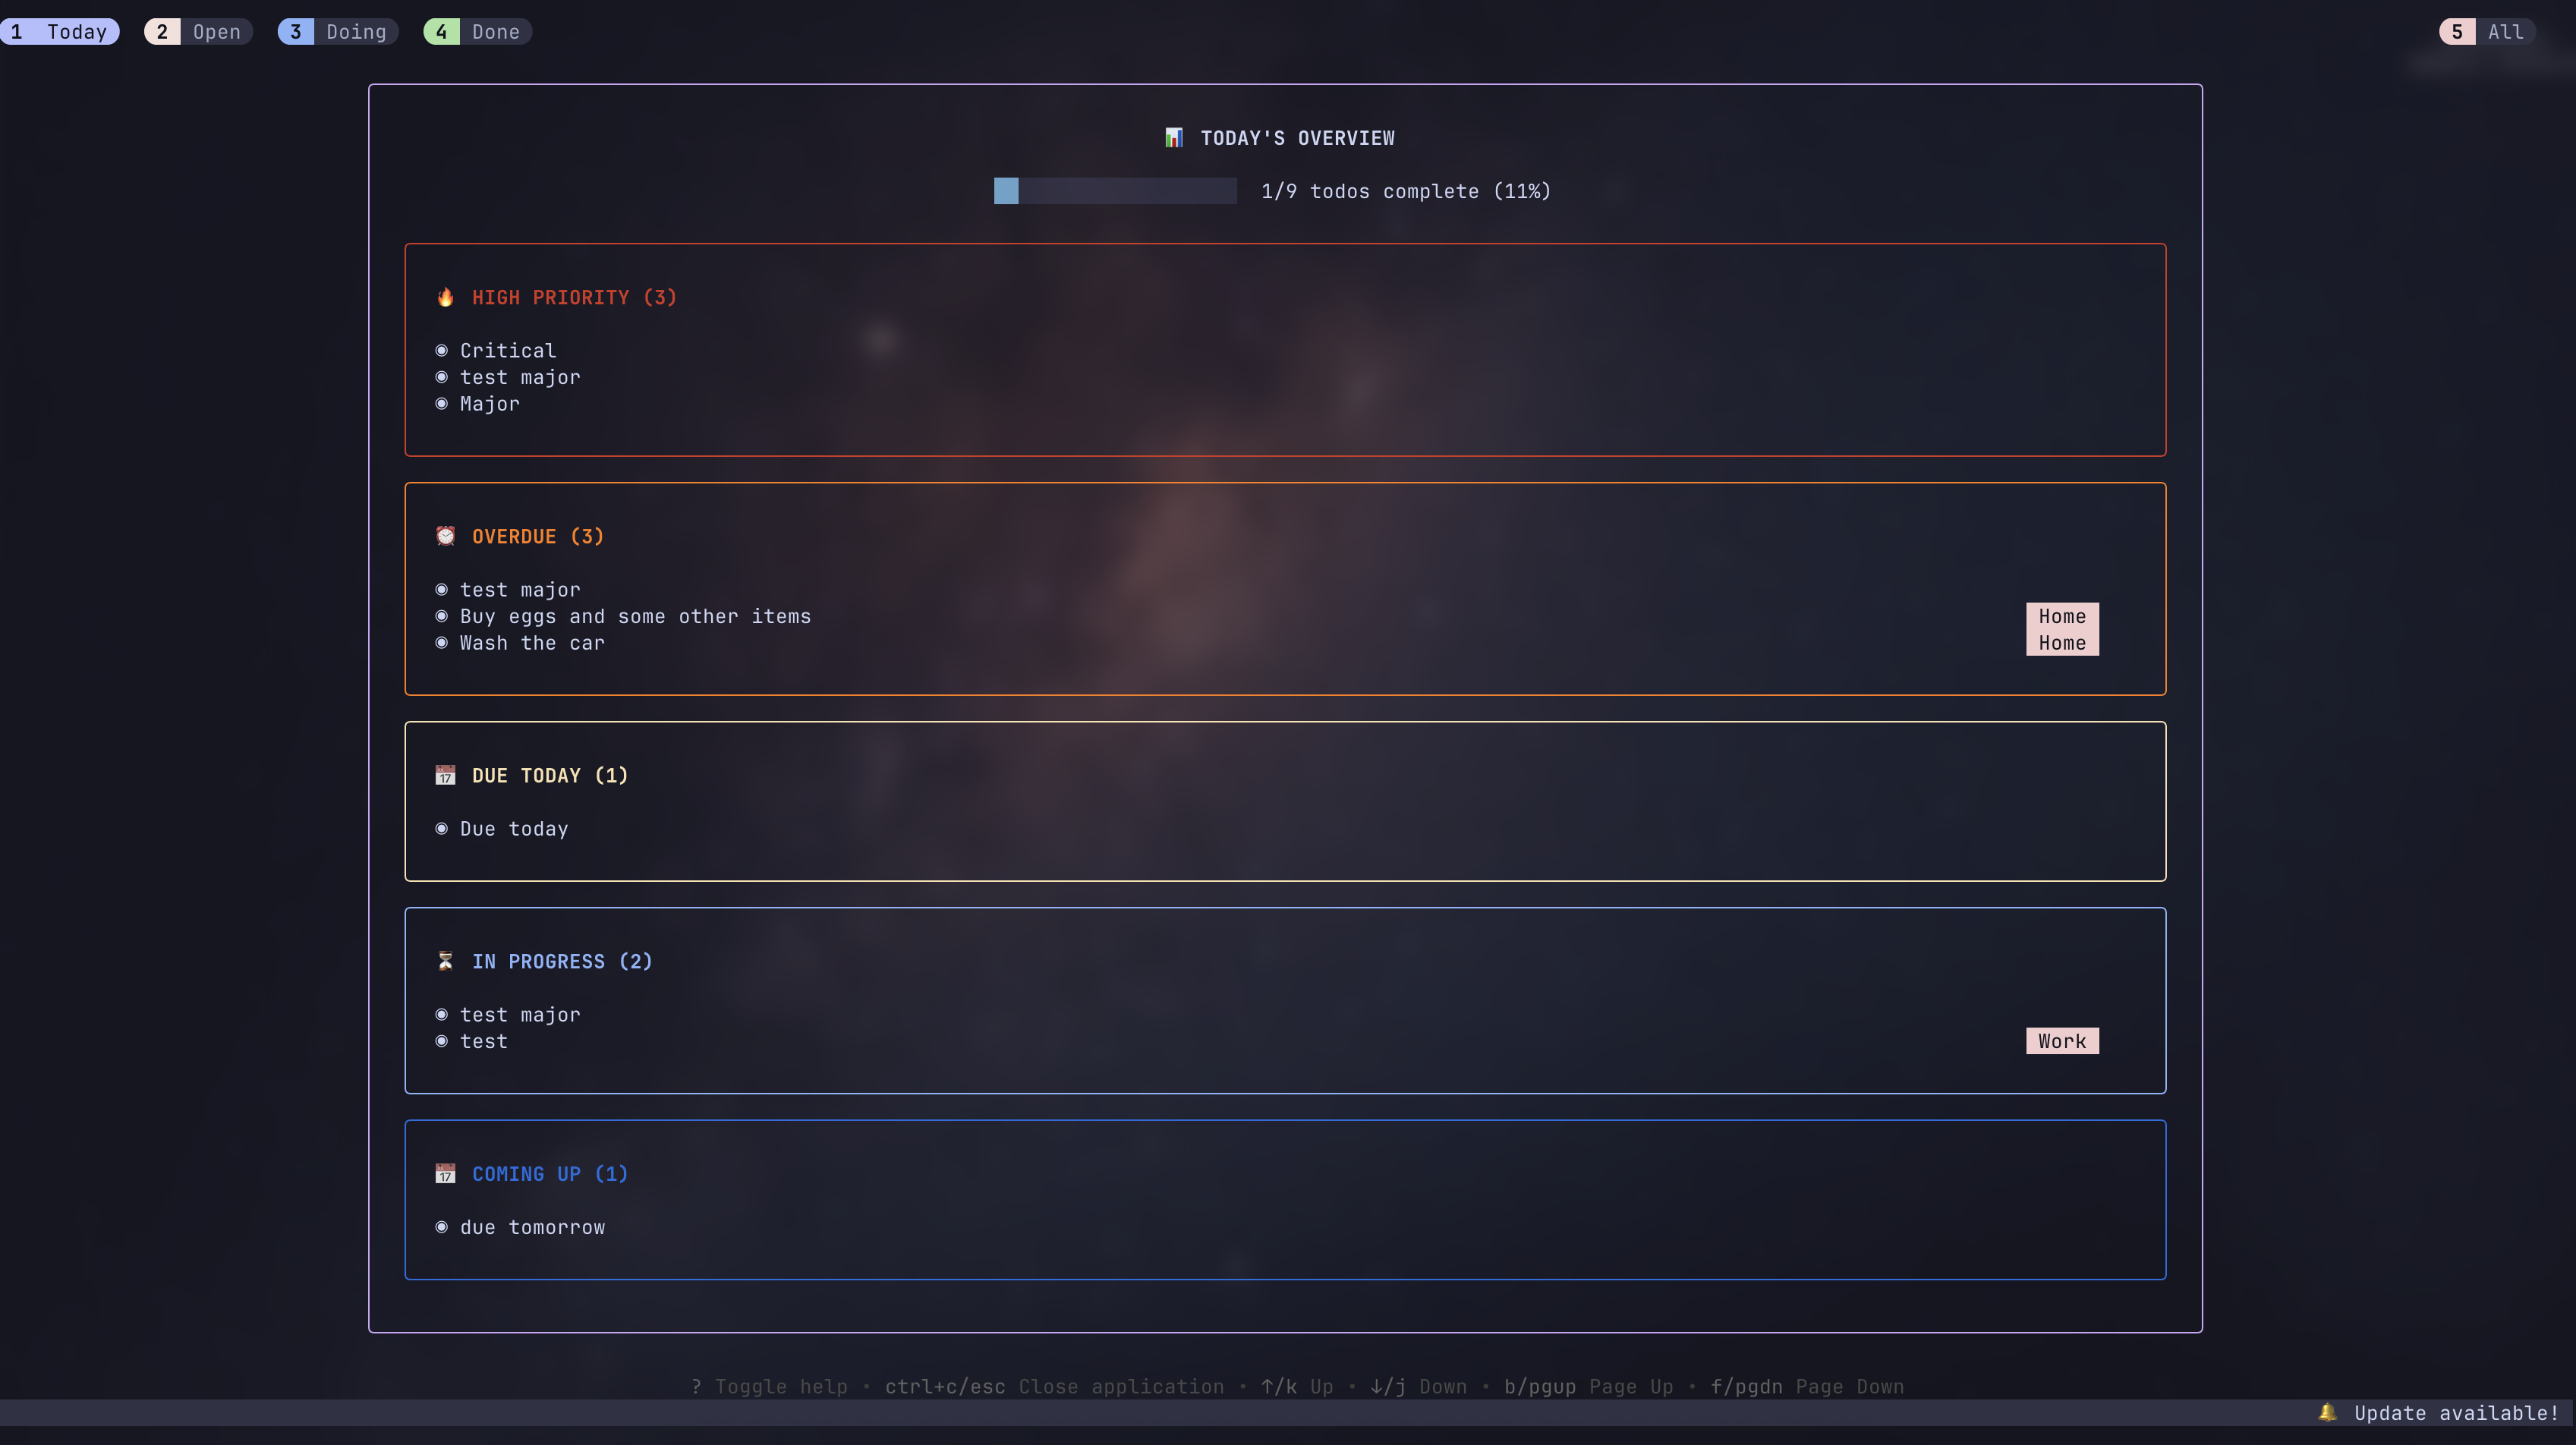 1 Today 2 Open 3 Doing 4 Done 5 All
📊 TODAY'S OVERVIEW
1/9 todos complete (11%)
🔥 HIGH PRIORITY (3)
◉ Critical
◉ test major
◉ Major
⏰ OVERDUE (3)
◉ test major
◉ Buy eggs and some other items Home
◉ Wash the car Home
📅 DUE TODAY (1)
◉ Due today
⏳ IN PROGRESS (2)
◉ test major
◉ test Work
📅 COMING UP (1)
◉ due tomorrow
? Toggle help • ctrl+c/esc Close application • ↑/k Up • ↓/j Down • b/pgup Page Up • f/pgdn Page Down
🔔 Update available!